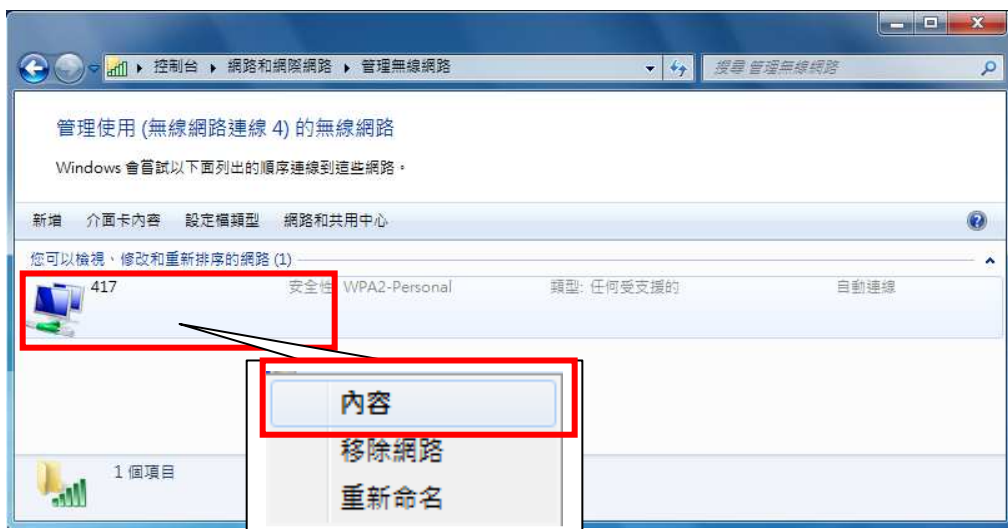 控制台 ▸ 網路和網際網路 ▸ 管理無線網路
搜尋 管理無線網路
管理使用 (無線網路連線 4) 的無線網路
Windows 會嘗試以下面列出的順序連線到這些網路。
新增 介面卡內容 設定檔類型 網路和共用中心
您可以檢視、修改和重新排序的網路 (1)
417 安全性 WPA2-Personal 類型: 任何受支援的 自動連線
內容
移除網路
重新命名
1 個項目